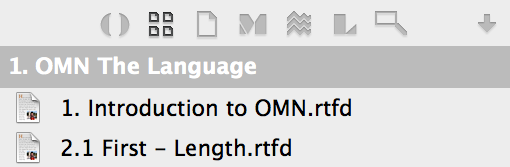 1. OMN The Language
1. Introduction to OMN.rtfd
2.1 First – Length.rtfd